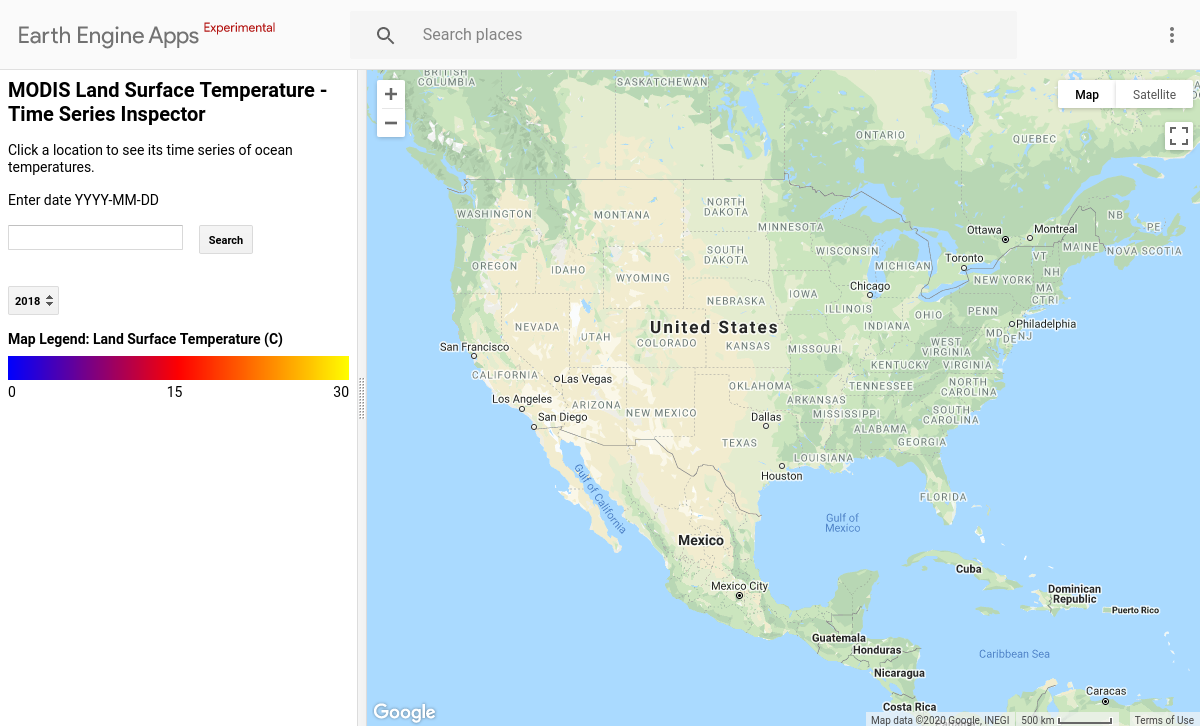 Earth Engine Apps Experimental
Search places
MODIS Land Surface Temperature -
Time Series Inspector
Click a location to see its time series of ocean
temperatures.
Enter date YYYY-MM-DD
Search
2018
Map Legend: Land Surface Temperature (C)
0 15 30
+
−
Map Satellite
BRITISH
COLUMBIA
SASKATCHEWAN
ONTARIO
QUEBEC
WASHINGTON
MONTANA
NORTH
DAKOTA
MINNESOTA
Ottawa
Montreal
NB
PE
MAINE
NOVA SCOTIA
OREGON
IDAHO
WYOMING
SOUTH
DAKOTA
WISCONSIN
MICHIGAN
Toronto
VT
NH
NEW YORK
MA
CT RI
Chicago
IOWA
NEBRASKA
ILLINOIS
INDIANA
OHIO
PENN
Philadelphia
MD
DE
NJ
NEVADA
UTAH
United States
COLORADO
KANSAS
MISSOURI
WEST
VIRGINIA
KENTUCKY
VIRGINIA
San Francisco
CALIFORNIA
Las Vegas
OKLAHOMA
TENNESSEE
NORTH
CAROLINA
Los Angeles
ARIZONA
NEW MEXICO
ARKANSAS
MISSISSIPPI
SOUTH
CAROLINA
San Diego
Dallas
ALABAMA
GEORGIA
TEXAS
LOUISIANA
Houston
FLORIDA
Gulf of California
Gulf of
Mexico
Mexico
Cuba
Mexico City
Dominican
Republic
Puerto Rico
Guatemala
Honduras
Caribbean Sea
Nicaragua
Caracas
Costa Rica
Google
Map data ©2020 Google, INEGI 500 km Terms of Use